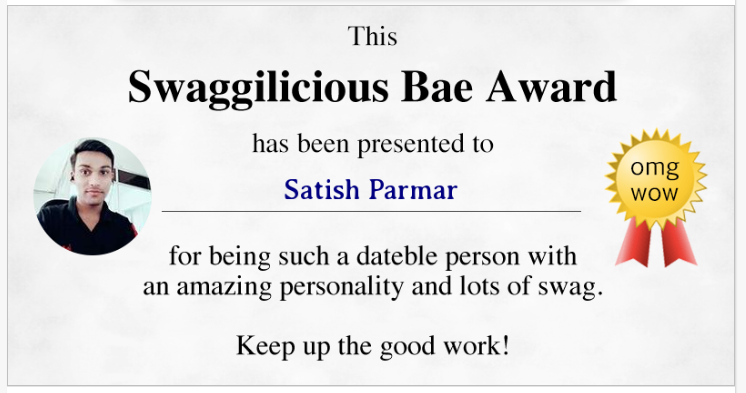 This
Swaggilicious Bae Award
has been presented to
Satish Parmar
omg
wow
for being such a dateble person with
an amazing personality and lots of swag.
Keep up the good work!